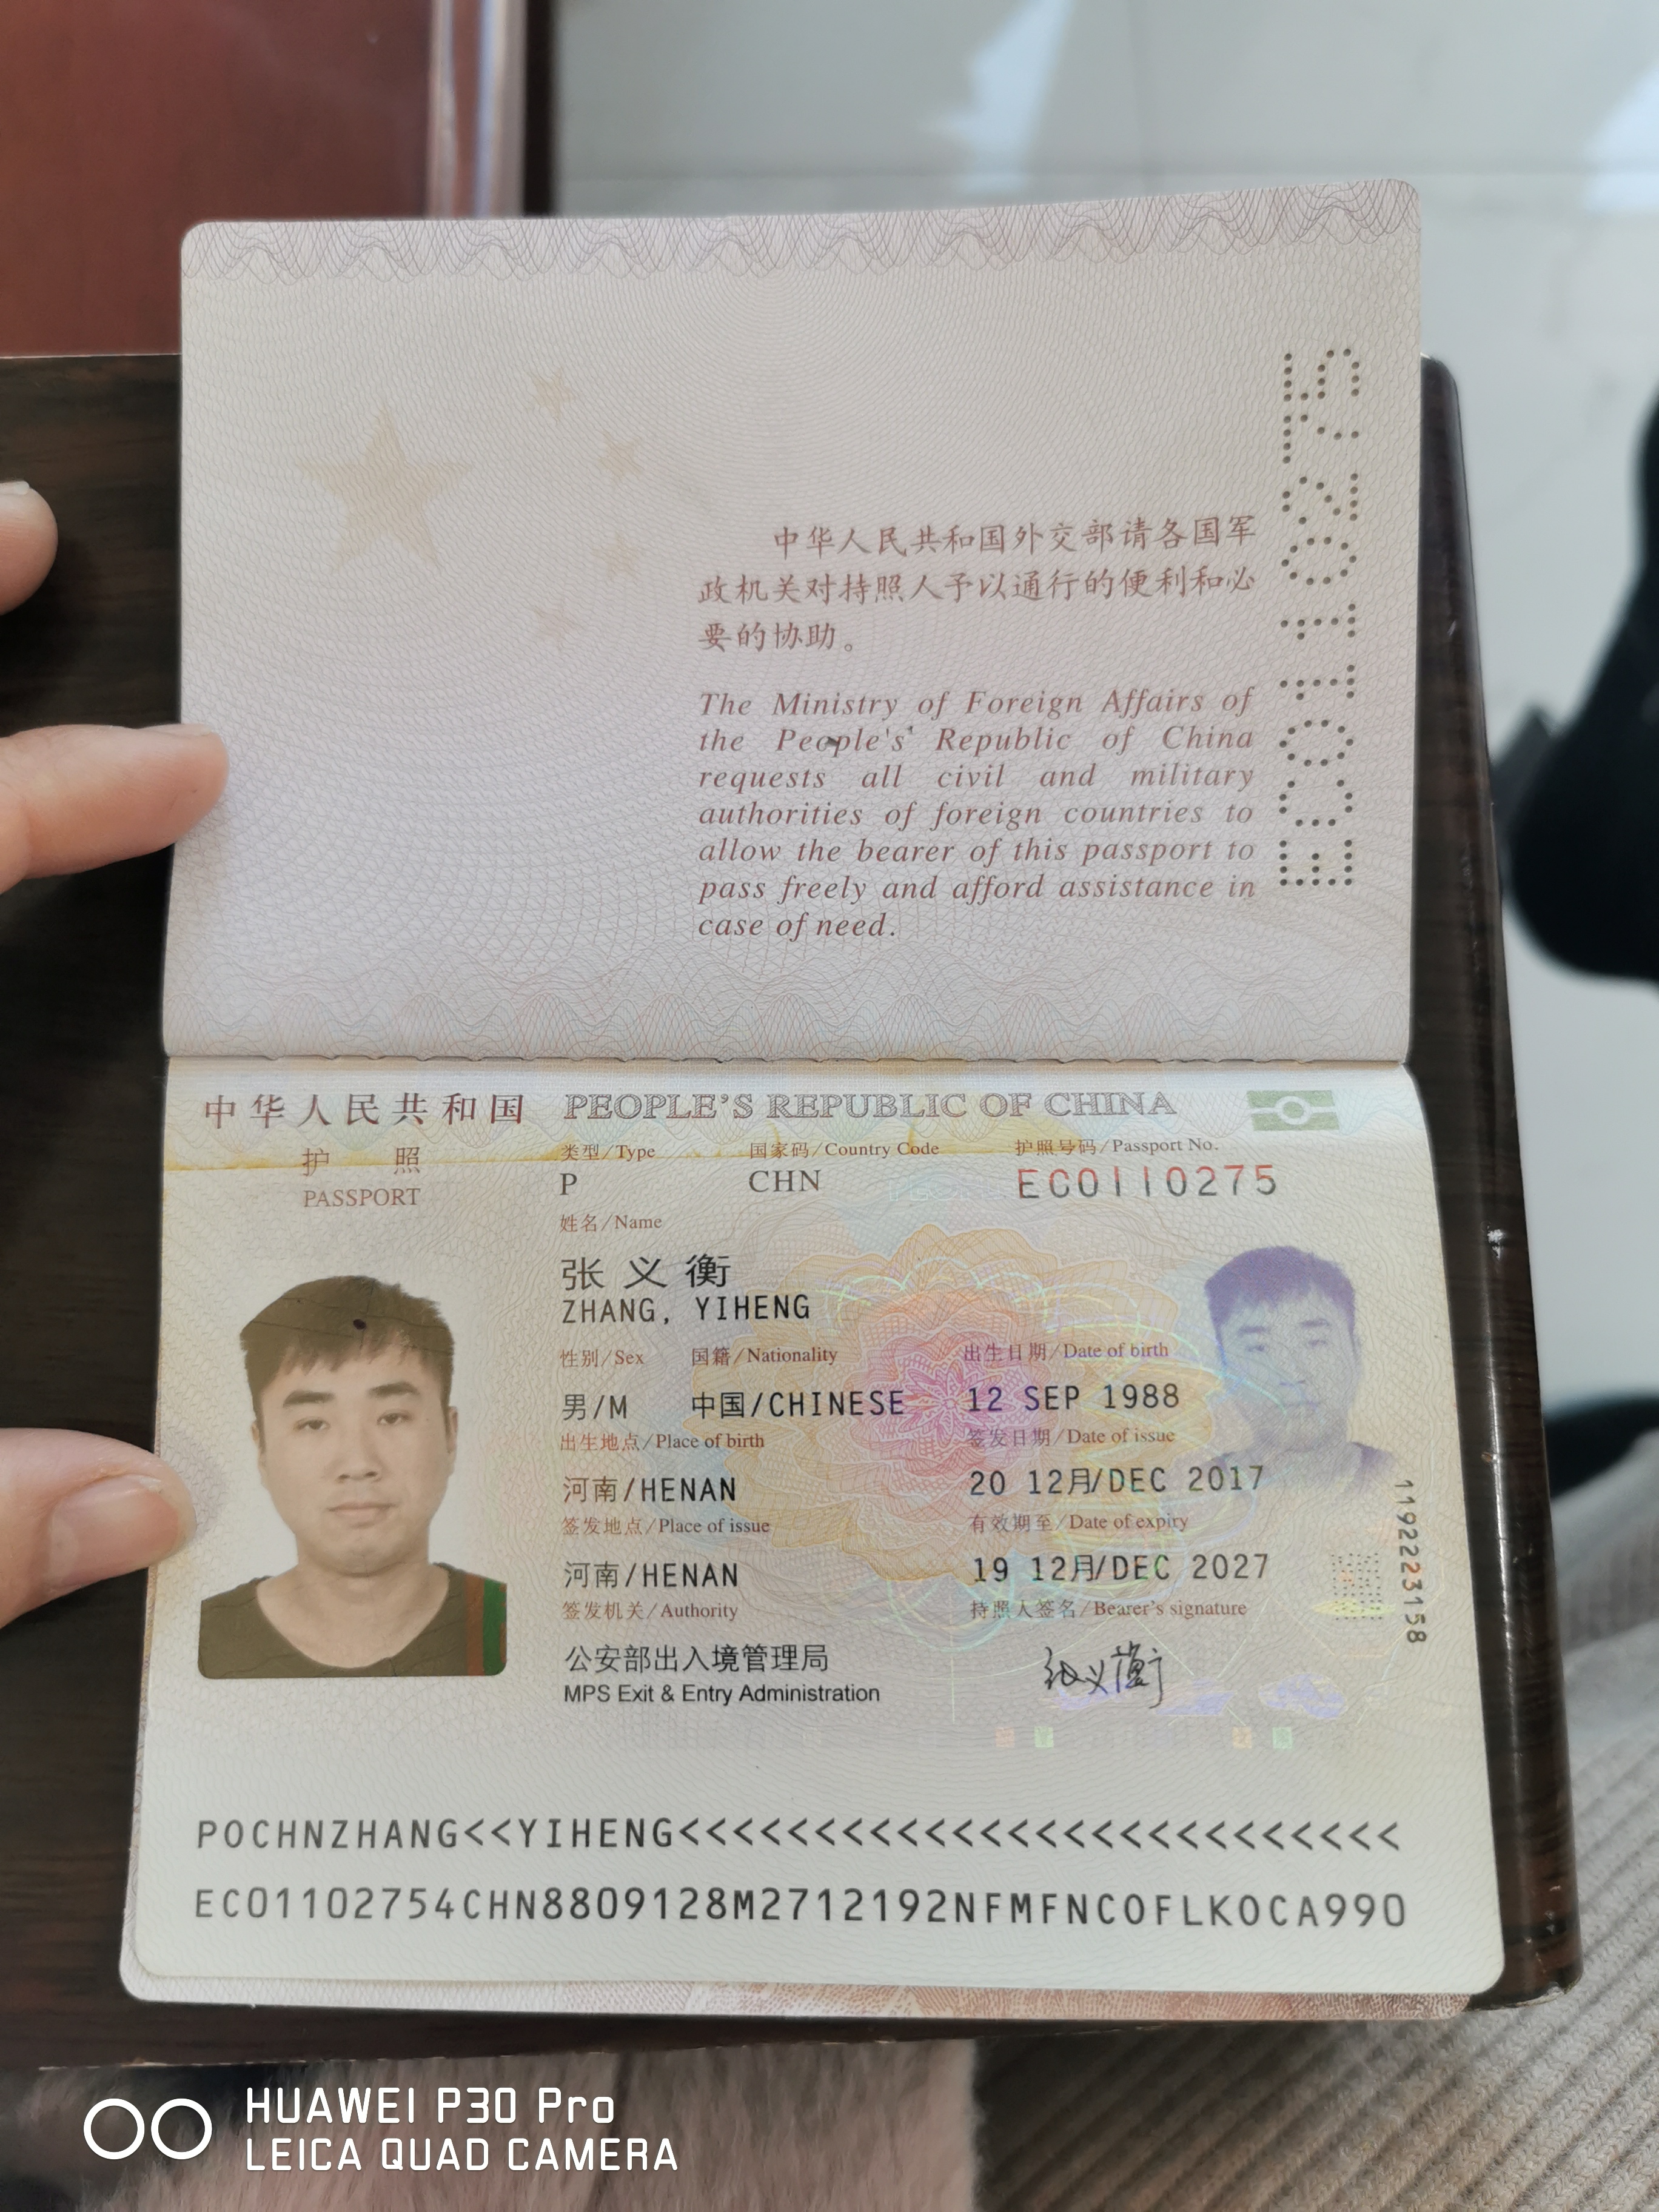 中华人民共和国外交部请各国军
政机关对持照人予以通行的便利和必
要的协助。
The Ministry of Foreign Affairs of
the People's Republic of China
requests all civil and military
authorities of foreign countries to
allow the bearer of this passport to
pass freely and afford assistance in
case of need.
EC0110275
中华人民共和国 PEOPLE'S REPUBLIC OF CHINA
护 照
PASSPORT
类型/Type 国家码/Country Code 护照号码/Passport No.
P CHN EC0110275
姓名/Name
张义衡
ZHANG, YIHENG
性别/Sex 国籍/Nationality 出生日期/Date of birth
男/M 中国/CHINESE 12 SEP 1988
出生地点/Place of birth 签发日期/Date of issue
河南/HENAN 20 12月/DEC 2017
签发地点/Place of issue 有效期至/Date of expiry
河南/HENAN 19 12月/DEC 2027
签发机关/Authority 持照人签名/Bearer's signature
公安部出入境管理局 张义衡
MPS Exit & Entry Administration
1192223158
POCHNZHANG<<YIHENG<<<<<<<<<<<<<<<<<<<<<<<<<<
EC01102754CHN8809128M2712192NFMFNCOFLKOCA990
HUAWEI P30 Pro
LEICA QUAD CAMERA